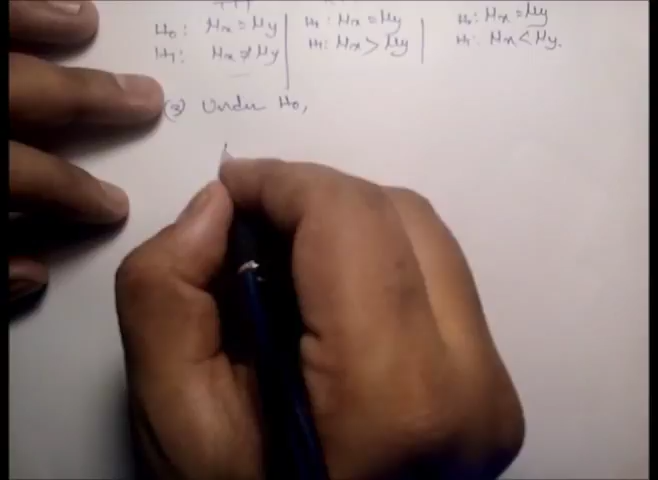 H₀ : μx = μy | H₀ : μx = μy | H₀ : μx = μy
H₁ : μx ≠ μy | H₁ : μx > μy | H₁ : μx < μy.
(3) Under H₀,